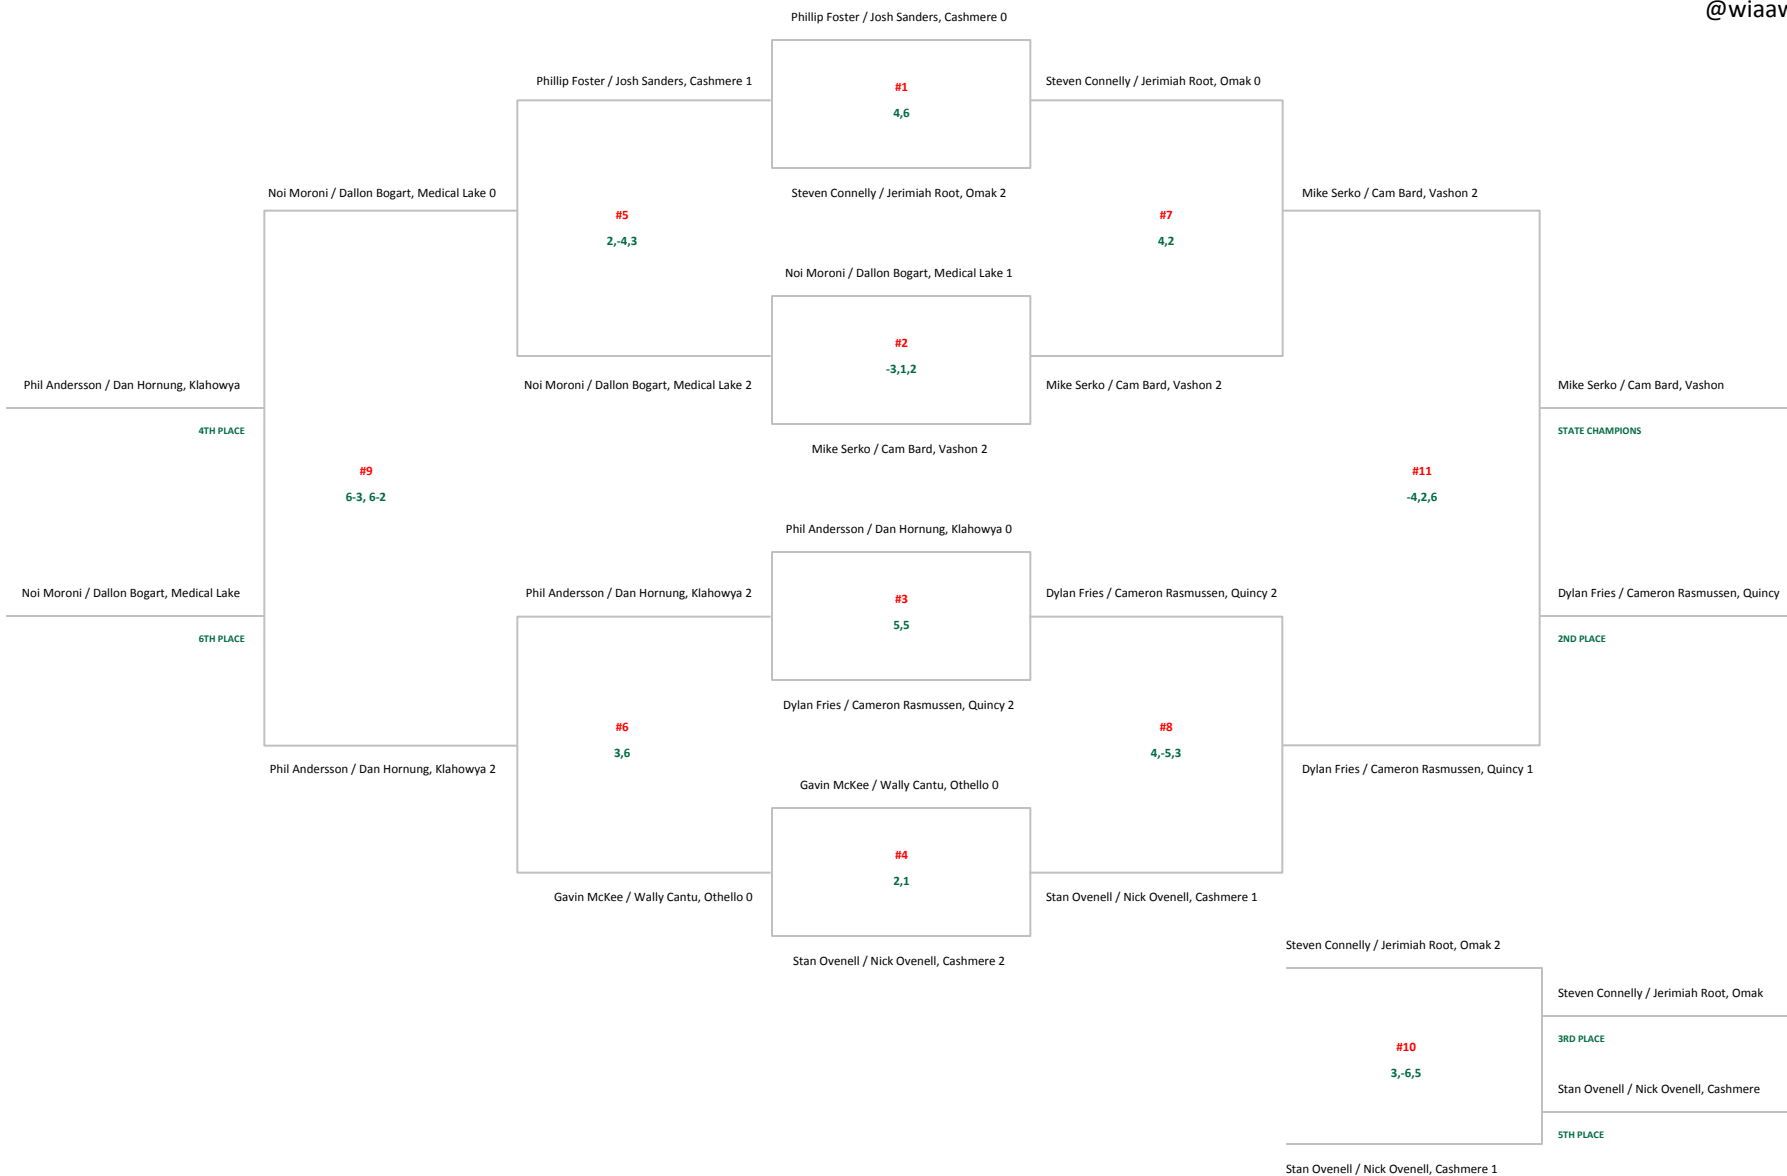 @wiaaw
Phillip Foster / Josh Sanders, Cashmere 0
Phillip Foster / Josh Sanders, Cashmere 1
#1
4,6
Steven Connelly / Jerimiah Root, Omak 0
Noi Moroni / Dallon Bogart, Medical Lake 0
Steven Connelly / Jerimiah Root, Omak 2
Mike Serko / Cam Bard, Vashon 2
#5
2,-4,3
#7
4,2
Noi Moroni / Dallon Bogart, Medical Lake 1
#2
-3,1,2
Phil Andersson / Dan Hornung, Klahowya
Noi Moroni / Dallon Bogart, Medical Lake 2
Mike Serko / Cam Bard, Vashon 2
Mike Serko / Cam Bard, Vashon
4TH PLACE
STATE CHAMPIONS
Mike Serko / Cam Bard, Vashon 2
#9
6-3, 6-2
#11
-4,2,6
Phil Andersson / Dan Hornung, Klahowya 0
Noi Moroni / Dallon Bogart, Medical Lake
Phil Andersson / Dan Hornung, Klahowya 2
#3
5,5
Dylan Fries / Cameron Rasmussen, Quincy 2
Dylan Fries / Cameron Rasmussen, Quincy
6TH PLACE
2ND PLACE
Dylan Fries / Cameron Rasmussen, Quincy 2
#6
3,6
#8
4,-5,3
Phil Andersson / Dan Hornung, Klahowya 2
Dylan Fries / Cameron Rasmussen, Quincy 1
Gavin McKee / Wally Cantu, Othello 0
#4
2,1
Gavin McKee / Wally Cantu, Othello 0
Stan Ovenell / Nick Ovenell, Cashmere 1
Stan Ovenell / Nick Ovenell, Cashmere 2
Steven Connelly / Jerimiah Root, Omak 2
Steven Connelly / Jerimiah Root, Omak
3RD PLACE
#10
3,-6,5
Stan Ovenell / Nick Ovenell, Cashmere
5TH PLACE
Stan Ovenell / Nick Ovenell, Cashmere 1